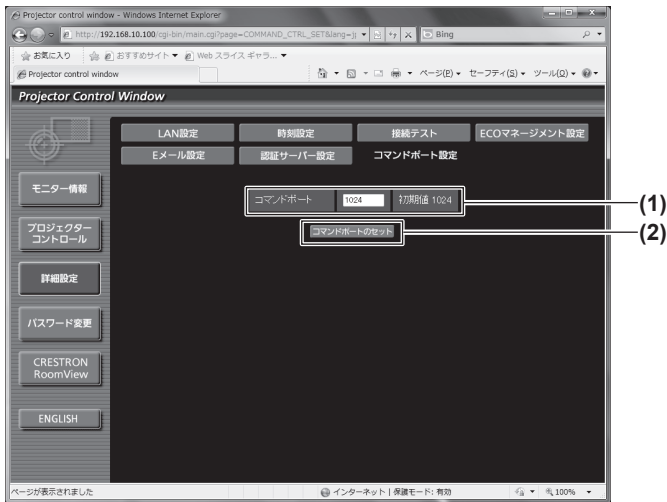 Projector control window - Windows Internet Explorer
http://192.168.10.100/cgi-bin/main.cgi?page=COMMAND_CTRL_SET&lang=j
Bing
お気に入り
おすすめサイト
Web スライス ギャラ...
Projector control window
ページ(P)
セーフティ(S)
ツール(O)
Projector Control Window
LAN設定
時刻設定
接続テスト
ECOマネージメント設定
Eメール設定
認証サーバー設定
コマンドポート設定
モニター情報
コマンドポート
1024
初期値 1024
(1)
プロジェクター
コントロール
コマンドポートのセット
(2)
詳細設定
パスワード変更
CRESTRON
RoomView
ENGLISH
ページが表示されました
インターネット | 保護モード: 有効
100%